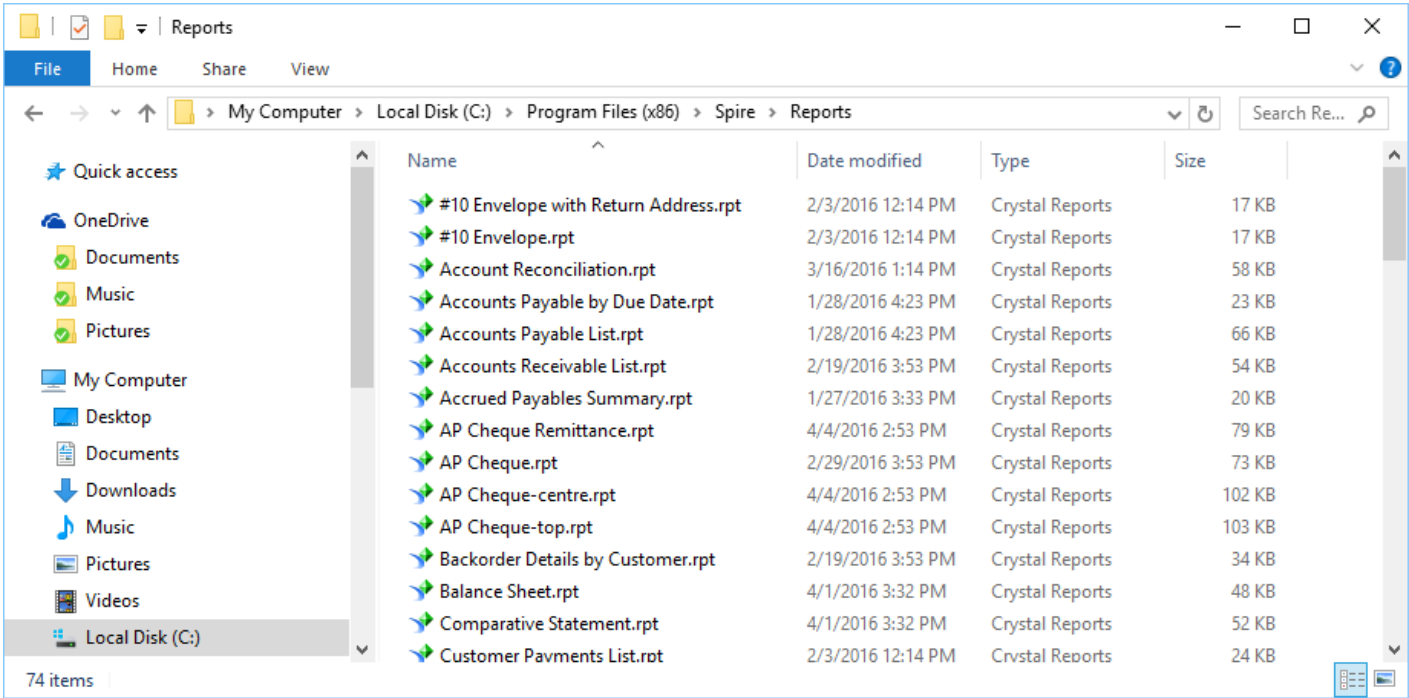 Reports
File Home Share View
My Computer > Local Disk (C:) > Program Files (x86) > Spire > Reports Search Re...
Quick access
OneDrive
Documents
Music
Pictures
My Computer
Desktop
Documents
Downloads
Music
Pictures
Videos
Local Disk (C:)
Name Date modified Type Size
#10 Envelope with Return Address.rpt 2/3/2016 12:14 PM Crystal Reports 17 KB
#10 Envelope.rpt 2/3/2016 12:14 PM Crystal Reports 17 KB
Account Reconciliation.rpt 3/16/2016 1:14 PM Crystal Reports 58 KB
Accounts Payable by Due Date.rpt 1/28/2016 4:23 PM Crystal Reports 23 KB
Accounts Payable List.rpt 1/28/2016 4:23 PM Crystal Reports 66 KB
Accounts Receivable List.rpt 2/19/2016 3:53 PM Crystal Reports 54 KB
Accrued Payables Summary.rpt 1/27/2016 3:33 PM Crystal Reports 20 KB
AP Cheque Remittance.rpt 4/4/2016 2:53 PM Crystal Reports 79 KB
AP Cheque.rpt 2/29/2016 3:53 PM Crystal Reports 73 KB
AP Cheque-centre.rpt 4/4/2016 2:53 PM Crystal Reports 102 KB
AP Cheque-top.rpt 4/4/2016 2:53 PM Crystal Reports 103 KB
Backorder Details by Customer.rpt 2/19/2016 3:53 PM Crystal Reports 34 KB
Balance Sheet.rpt 4/1/2016 3:32 PM Crystal Reports 48 KB
Comparative Statement.rpt 4/1/2016 3:32 PM Crystal Reports 52 KB
Customer Payments List.rpt 2/3/2016 12:14 PM Crystal Reports 24 KB
74 items